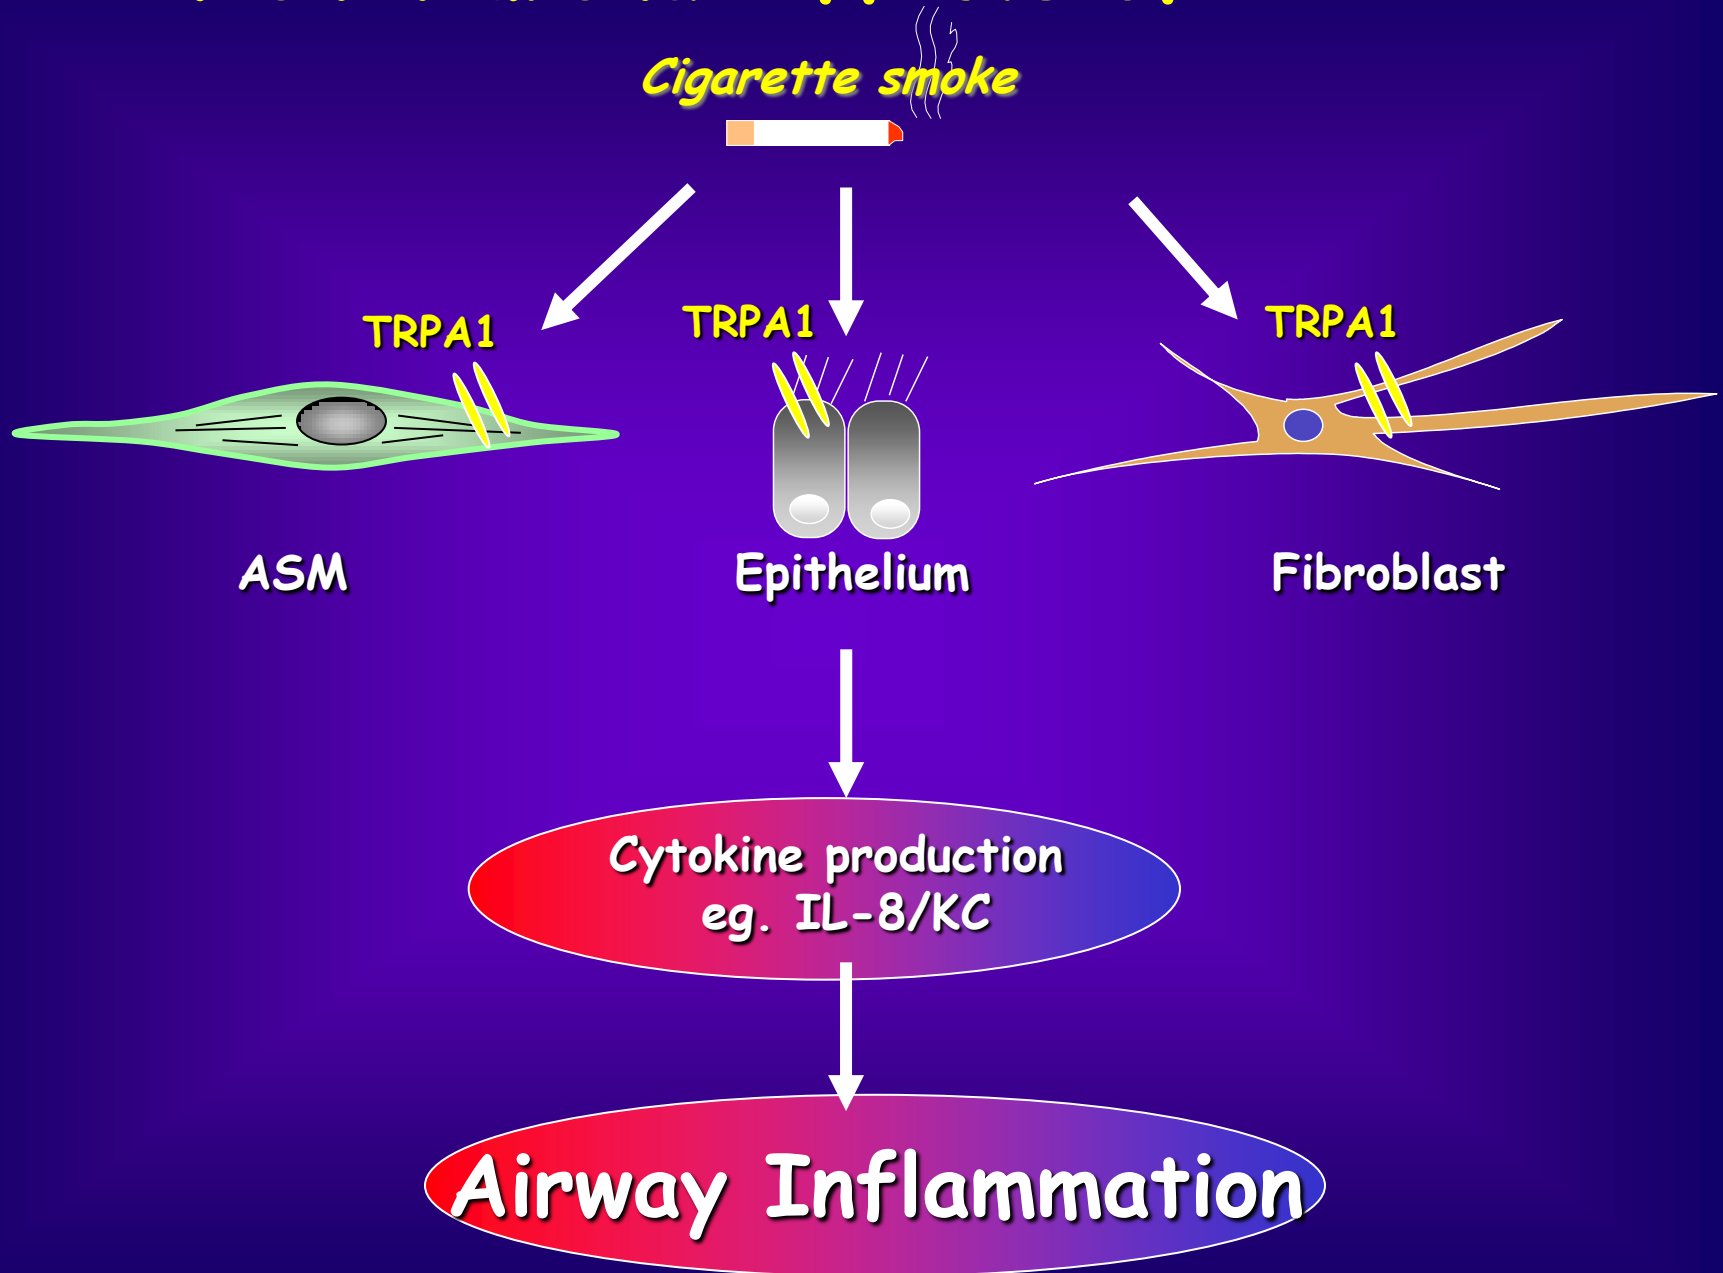 Cigarette smoke
TRPA1
TRPA1
TRPA1
ASM
Epithelium
Fibroblast
Cytokine production
eg. IL-8/KC
Airway Inflammation